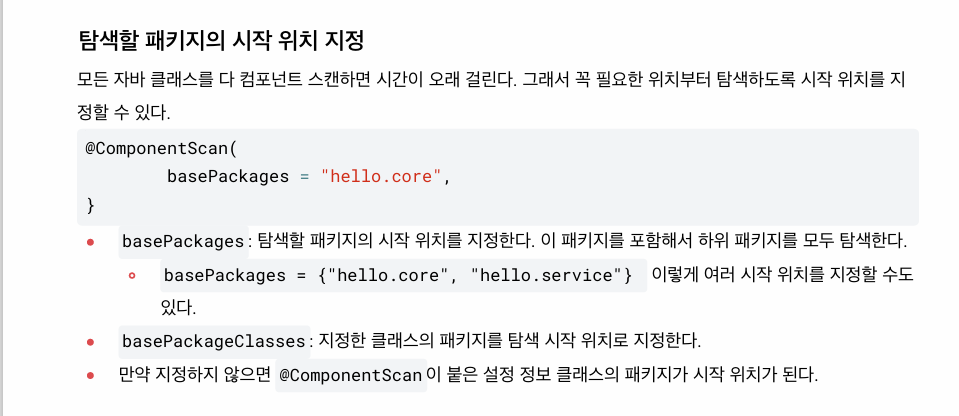 탐색할 패키지의 시작 위치 지정
모든 자바 클래스를 다 컴포넌트 스캔하면 시간이 오래 걸린다. 그래서 꼭 필요한 위치부터 탐색하도록 시작 위치를 지
정할 수 있다.
@ComponentScan(
        basePackages = "hello.core",
}
basePackages : 탐색할 패키지의 시작 위치를 지정한다. 이 패키지를 포함해서 하위 패키지를 모두 탐색한다.
basePackages = {"hello.core", "hello.service"} 이렇게 여러 시작 위치를 지정할 수도
있다.
basePackageClasses : 지정한 클래스의 패키지를 탐색 시작 위치로 지정한다.
만약 지정하지 않으면 @ComponentScan 이 붙은 설정 정보 클래스의 패키지가 시작 위치가 된다.